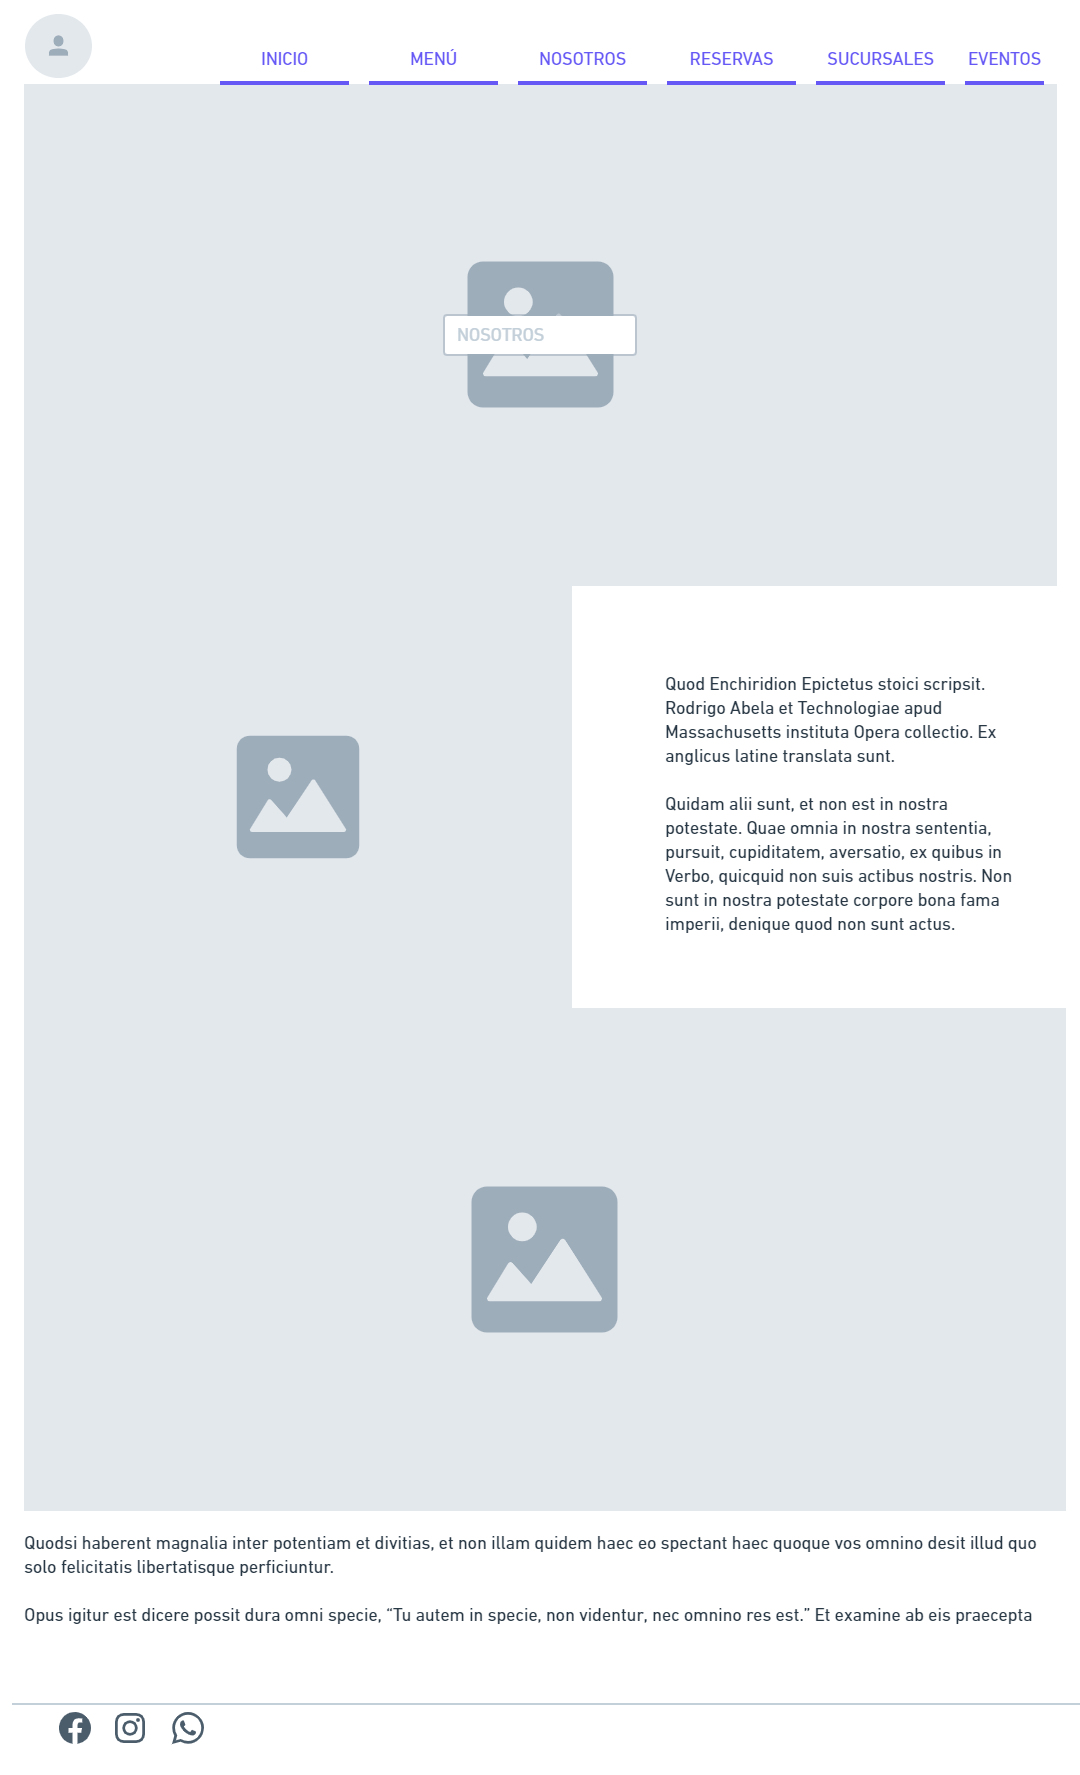 INICIO MENÚ NOSOTROS RESERVAS SUCURSALES EVENTOS
NOSOTROS
Quod Enchiridion Epictetus stoici scripsit.
Rodrigo Abela et Technologiae apud
Massachusetts instituta Opera collectio. Ex
anglicus latine translata sunt.
Quidam alii sunt, et non est in nostra
potestate. Quae omnia in nostra sententia,
pursuit, cupiditatem, aversatio, ex quibus in
Verbo, quicquid non suis actibus nostris. Non
sunt in nostra potestate corpore bona fama
imperii, denique quod non sunt actus.
Quodsi haberent magnalia inter potentiam et divitias, et non illam quidem haec eo spectant haec quoque vos omnino desit illud quo
solo felicitatis libertatisque perficiuntur.
Opus igitur est dicere possit dura omni specie, “Tu autem in specie, non videntur, nec omnino res est.” Et examine ab eis praecepta